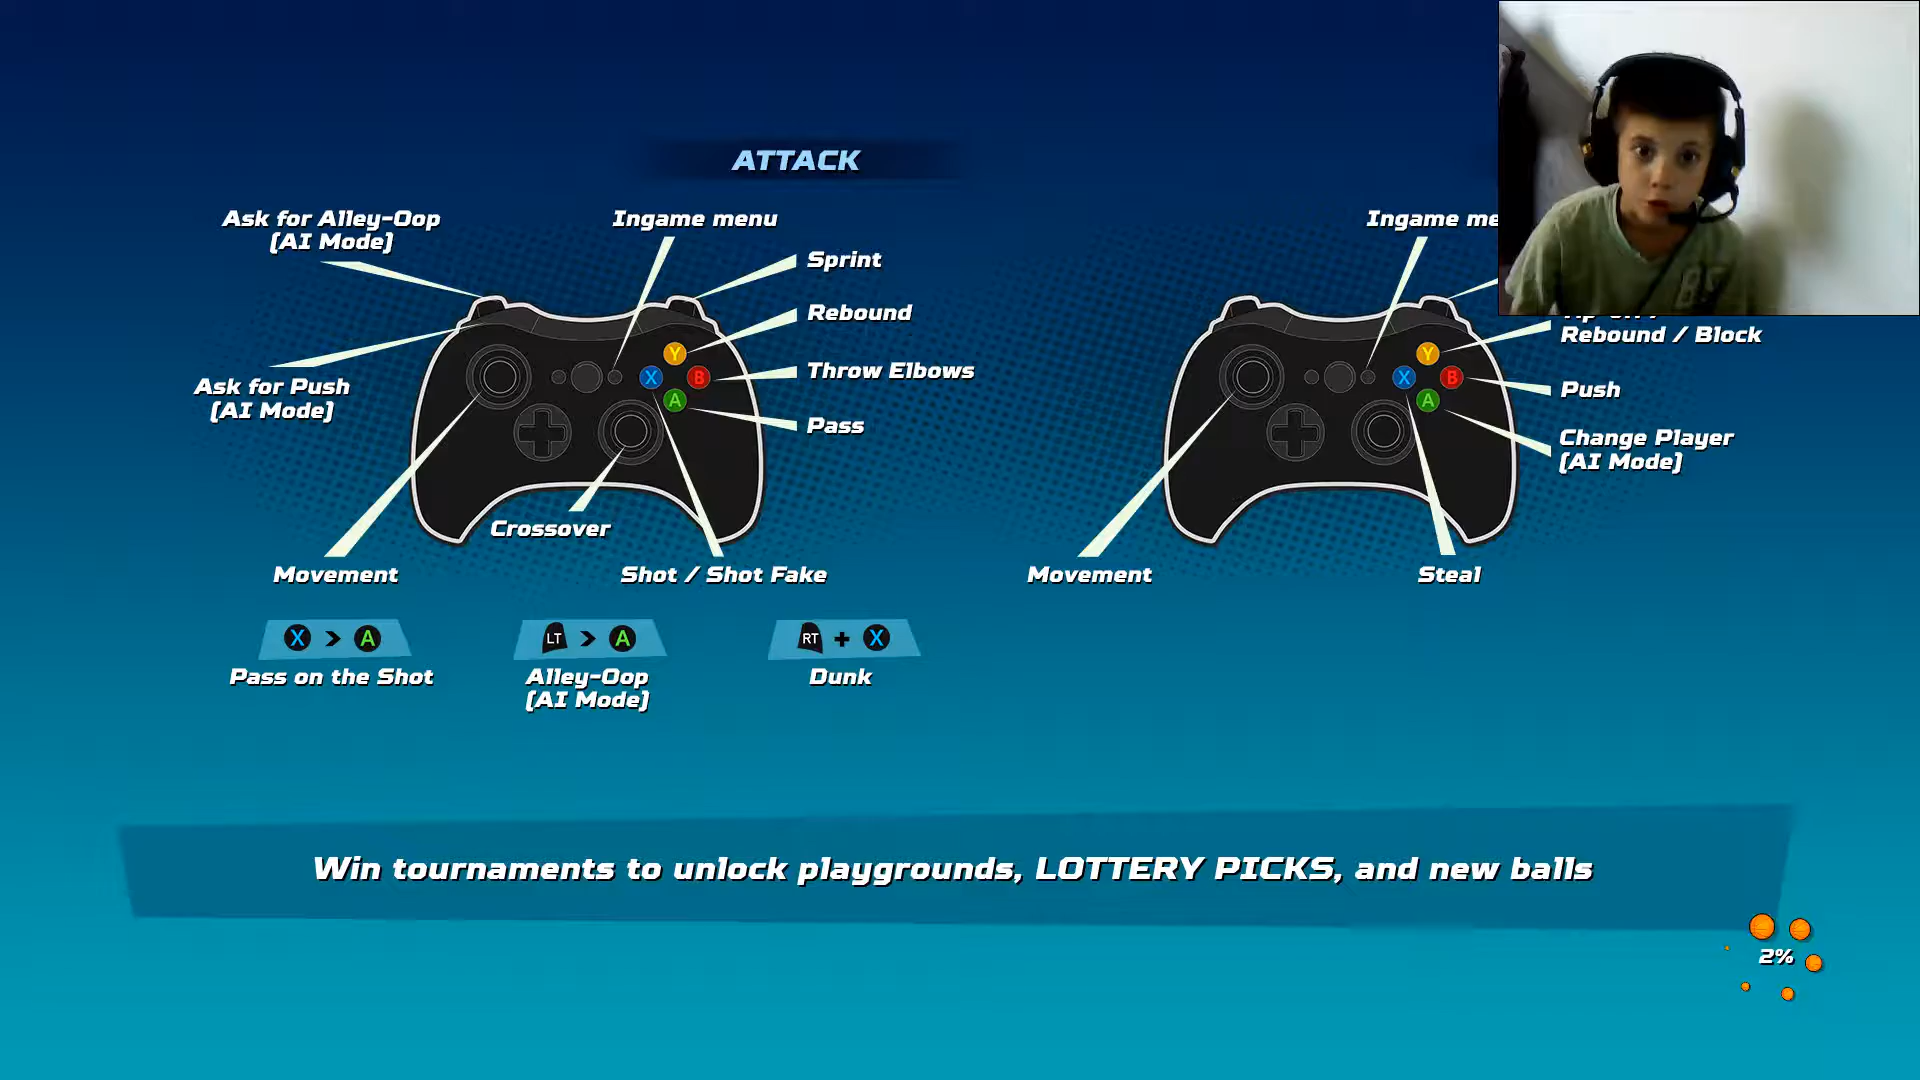 ATTACK
Ask for Alley-Oop
(AI Mode)
Ingame menu
Sprint
Rebound
Throw Elbows
Pass
Ask for Push
(AI Mode)
Crossover
Movement
Shot / Shot Fake
Y
X
B
A
X > A
Pass on the Shot
LT > A
Alley-Oop
(AI Mode)
RT + X
Dunk
Ingame me
Rebound / Block
Push
Change Player
(AI Mode)
Movement
Steal
Y
X
B
A
Win tournaments to unlock playgrounds, LOTTERY PICKS, and new balls
2%